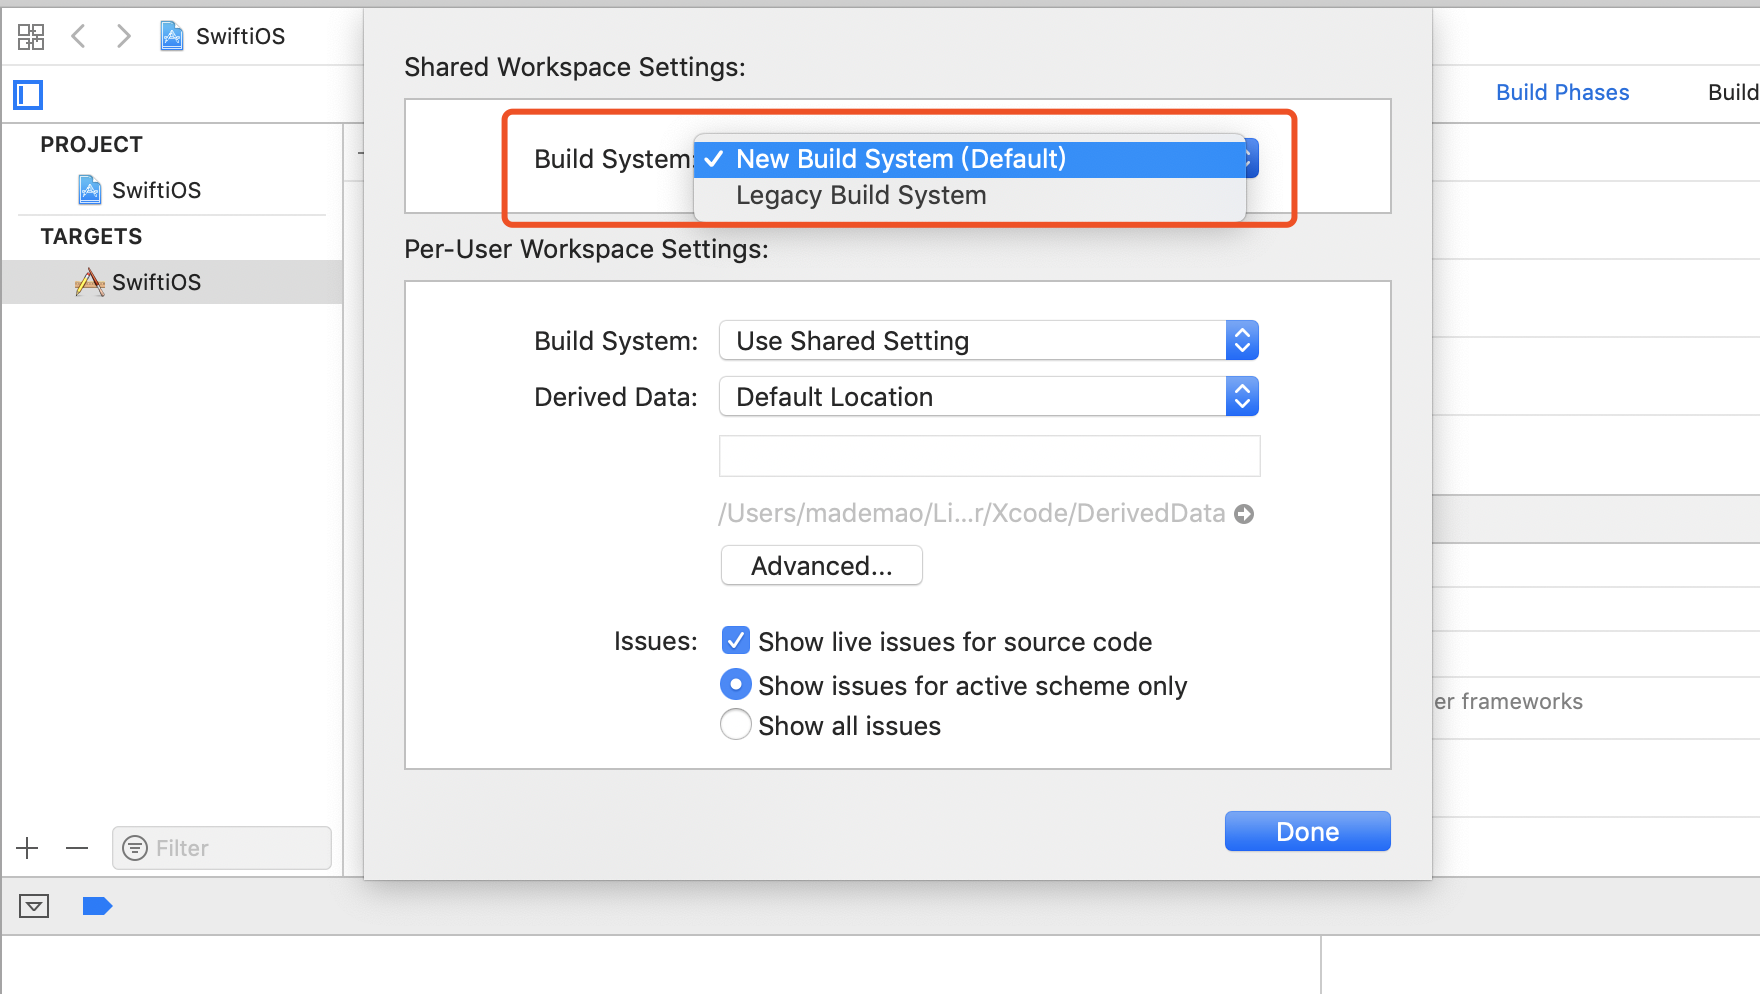 SwiftiOS
Shared Workspace Settings:
Build Phases
Build
PROJECT
Build System:
New Build System (Default)
SwiftiOS
Legacy Build System
TARGETS
Per-User Workspace Settings:
SwiftiOS
Build System:
Use Shared Setting
Derived Data:
Default Location
/Users/mademao/Li...r/Xcode/DerivedData
Advanced...
Issues:
Show live issues for source code
Show issues for active scheme only
er frameworks
Show all issues
Done
Filter